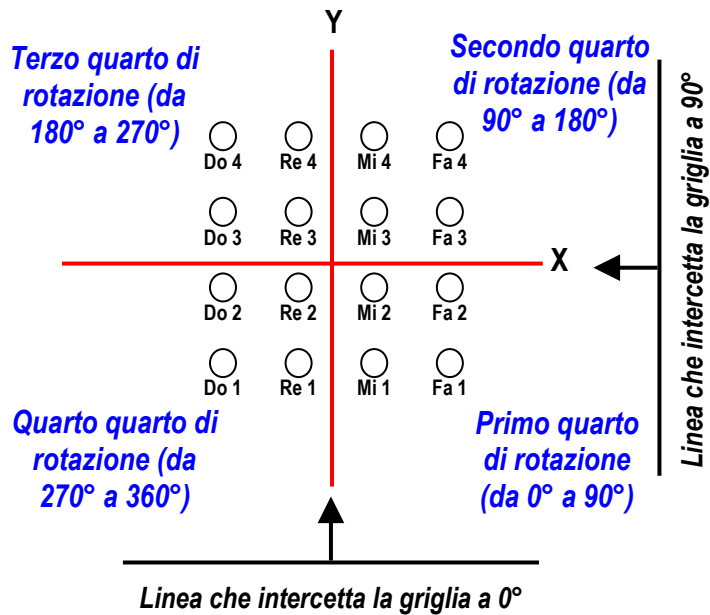 Y
Terzo quarto di
rotazione (da
180° a 270°)
Secondo quarto
di rotazione (da
90° a 180°)
Do 4 Re 4 Mi 4 Fa 4
Do 3 Re 3 Mi 3 Fa 3
X
Do 2 Re 2 Mi 2 Fa 2
Do 1 Re 1 Mi 1 Fa 1
Quarto quarto di
rotazione (da
270° a 360°)
Primo quarto
di rotazione
(da 0° a 90°)
Linea che intercetta la griglia a 90°
Linea che intercetta la griglia a 0°